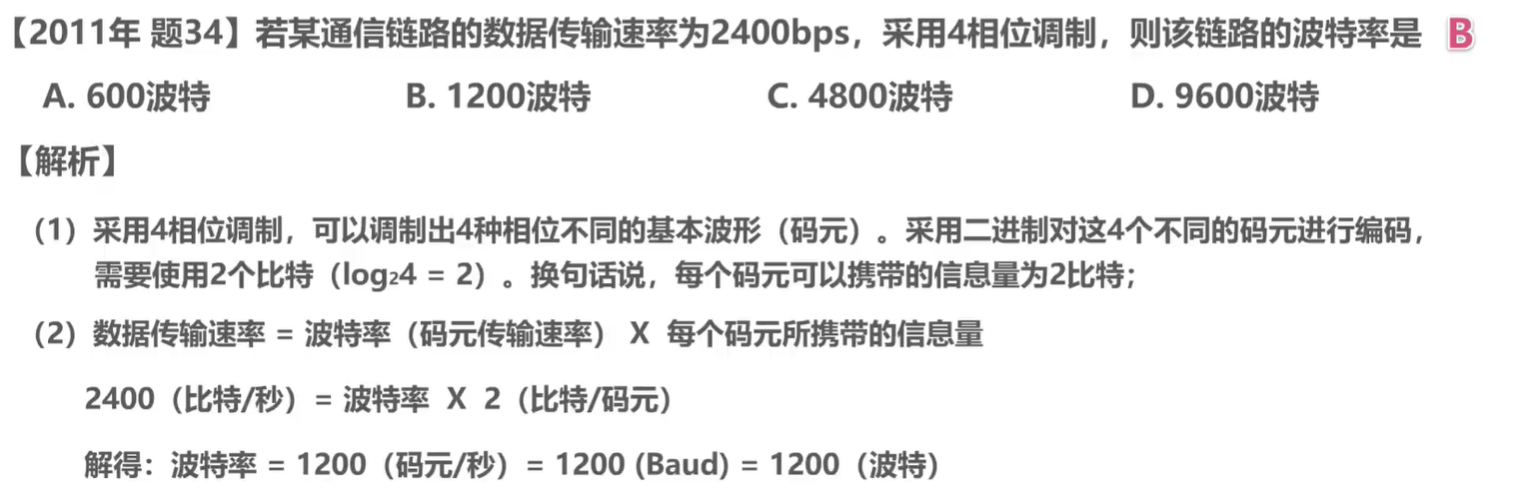 【2011年 题34】若某通信链路的数据传输速率为2400bps，采用4相位调制，则该链路的波特率是 B
A. 600波特 B. 1200波特 C. 4800波特 D. 9600波特
【解析】
（1）采用4相位调制，可以调制出4种相位不同的基本波形（码元）。采用二进制对这4个不同的码元进行编码，
需要使用2个比特（log₂4 = 2）。换句话说，每个码元可以携带的信息量为2比特；
（2）数据传输速率 = 波特率（码元传输速率） X 每个码元所携带的信息量
2400（比特/秒）= 波特率 X 2（比特/码元）
解得：波特率 = 1200（码元/秒）= 1200 (Baud) = 1200（波特）